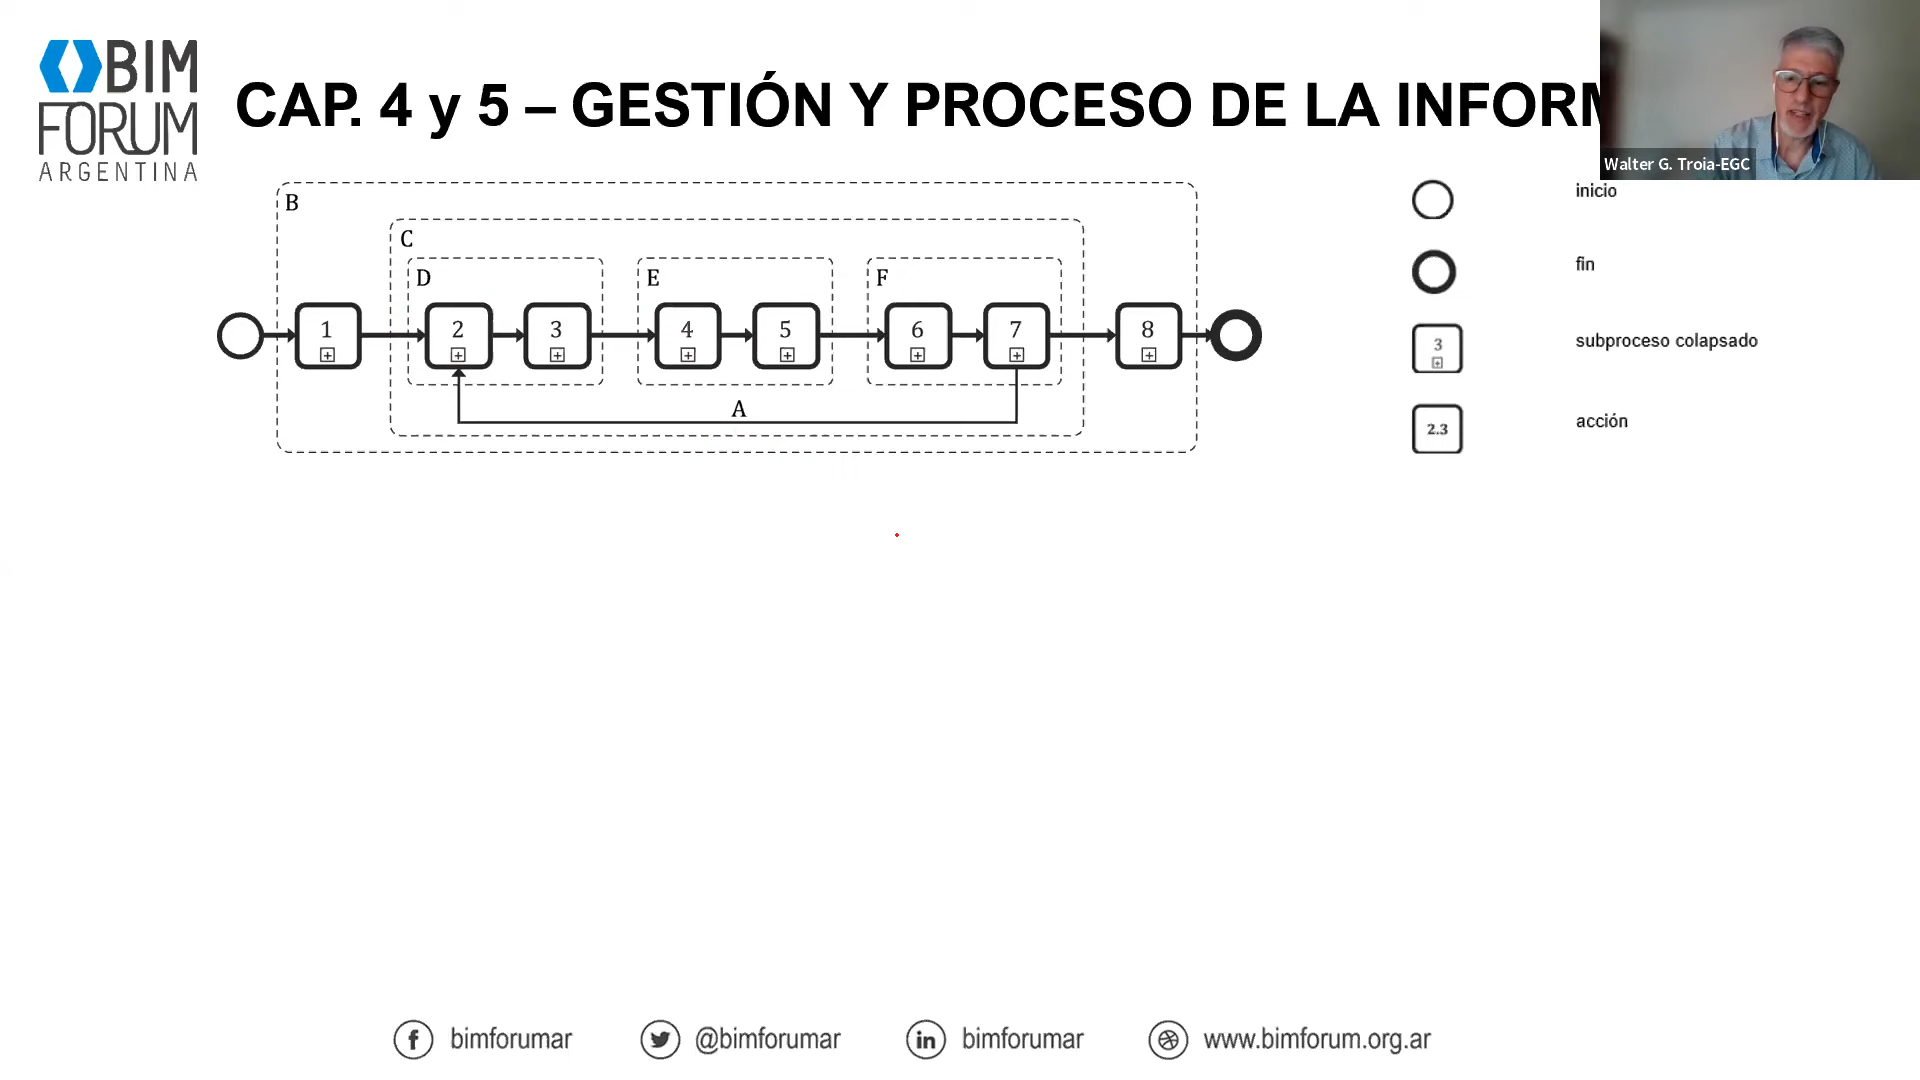 BIM
FORUM
ARGENTINA
CAP. 4 y 5 – GESTIÓN Y PROCESO DE LA INFORM
Walter G. Troia-EGC
B
C
D
E
F
1
2
3
4
5
6
7
8
A
inicio
fin
3
subproceso colapsado
2.3
acción
bimforumar
@bimforumar
bimforumar
www.bimforum.org.ar